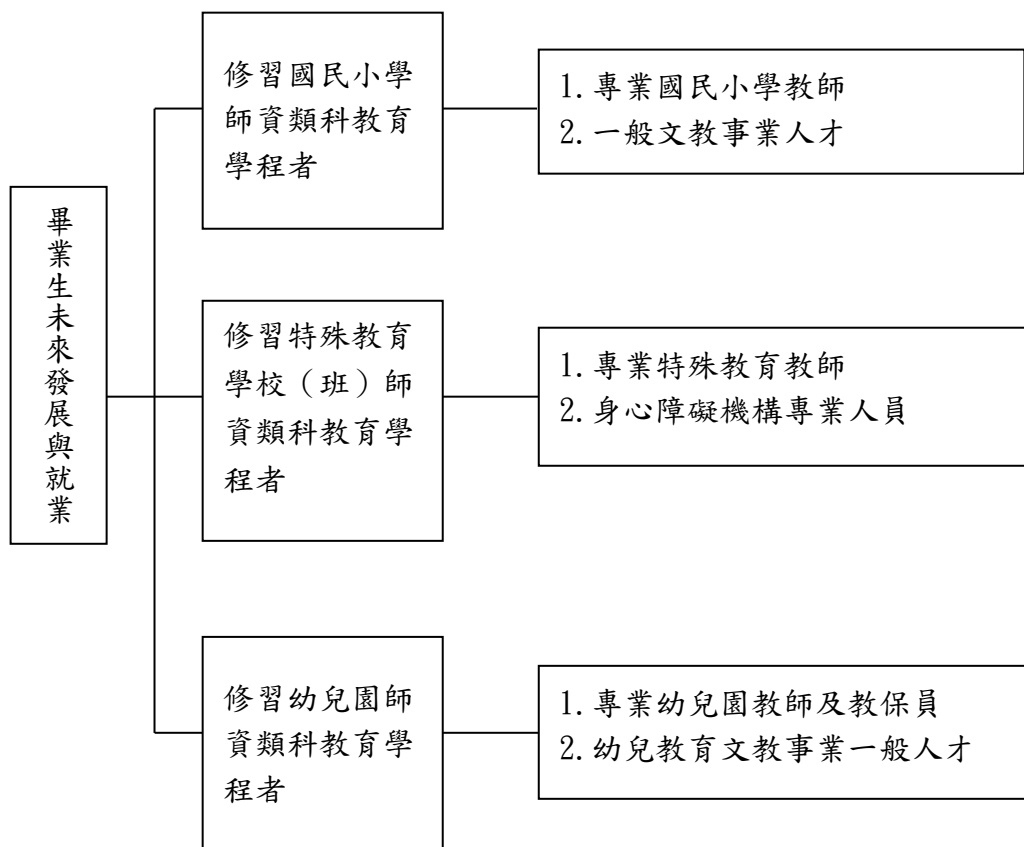 畢業生未來發展與就業
修習國民小學
師資類科教育
學程者
1.專業國民小學教師
2.一般文教事業人才
修習特殊教育
學校（班）師
資類科教育學
程者
1.專業特殊教育教師
2.身心障礙機構專業人員
修習幼兒園師
資類科教育學
程者
1.專業幼兒園教師及教保員
2.幼兒教育文教事業一般人才